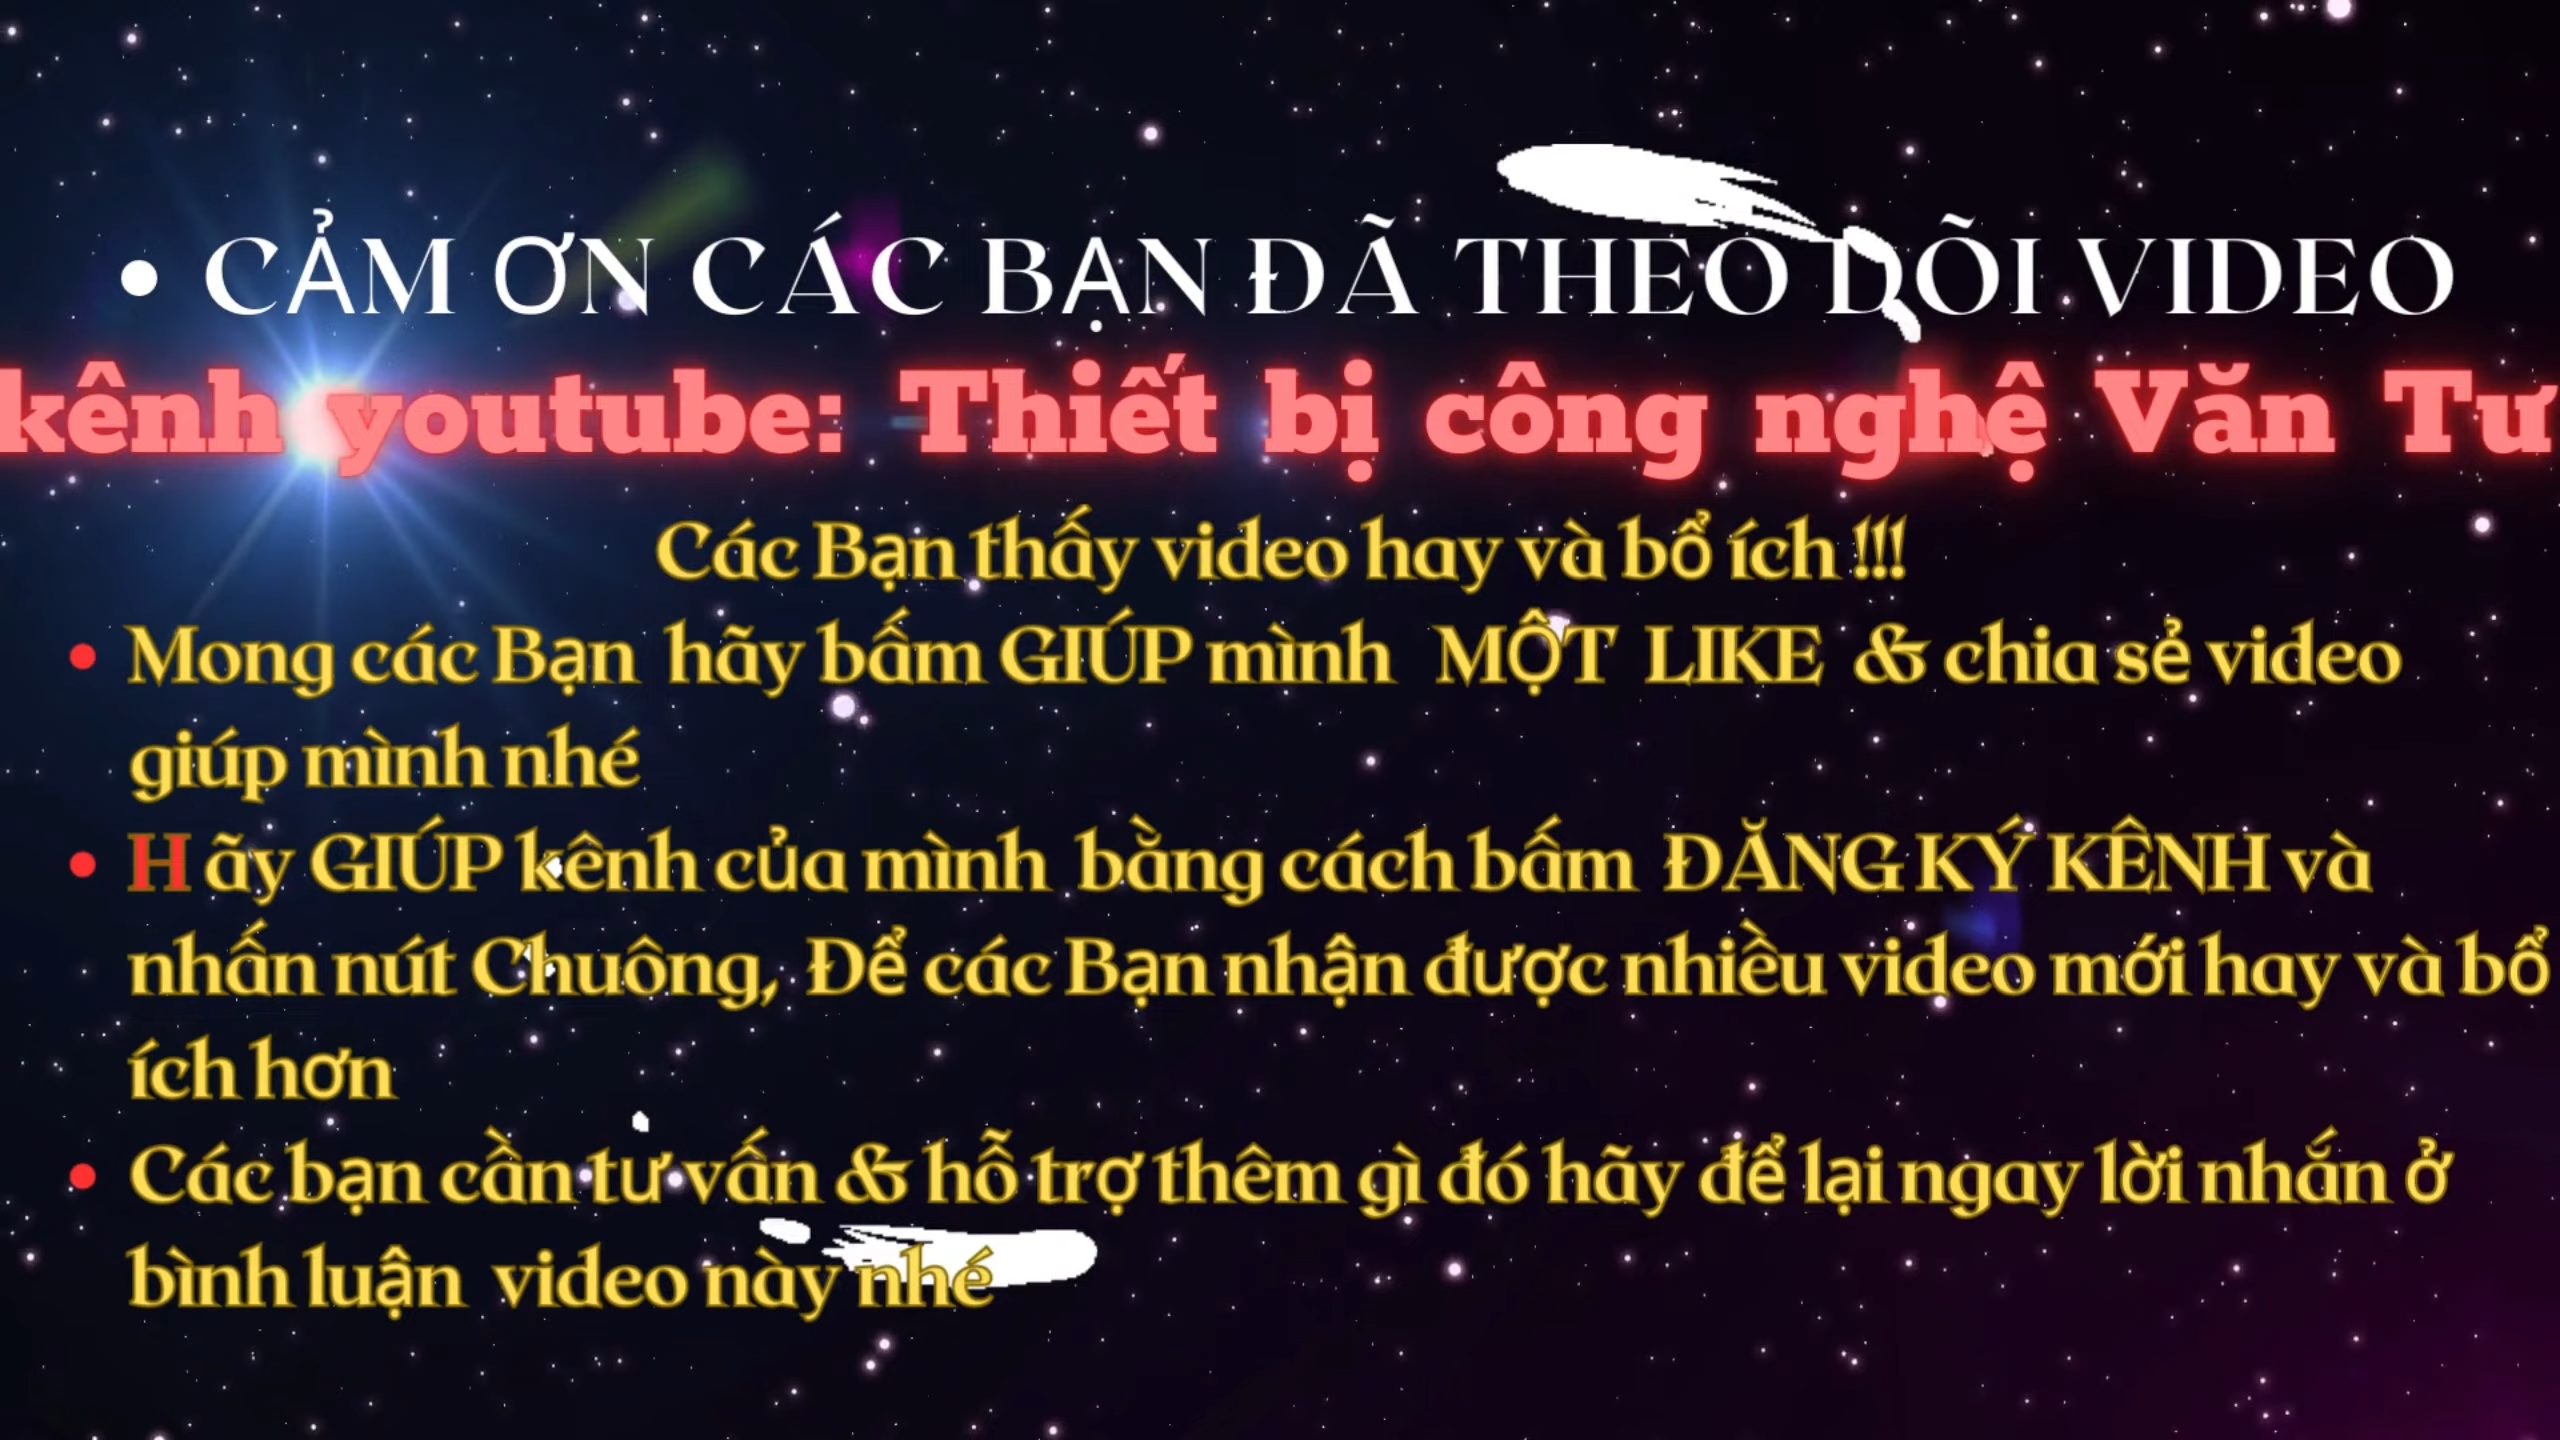 • CẢM ƠN CÁC BẠN ĐÃ THEO DÕI VIDEO
kênh youtube: Thiết bị công nghệ Văn Tư
Các Bạn thấy video hay và bổ ích !!!
• Mong các Bạn hãy bấm GIÚP mình MỘT LIKE & chia sẻ video
giúp mình nhé
• H ãy GIÚP kênh của mình bằng cách bấm ĐĂNG KÝ KÊNH và
nhấn nút Chuông, Để các Bạn nhận được nhiều video mới hay và bổ
ích hơn
• Các bạn cần tư vấn & hỗ trợ thêm gì đó hãy để lại ngay lời nhắn ở
bình luận video này nhé